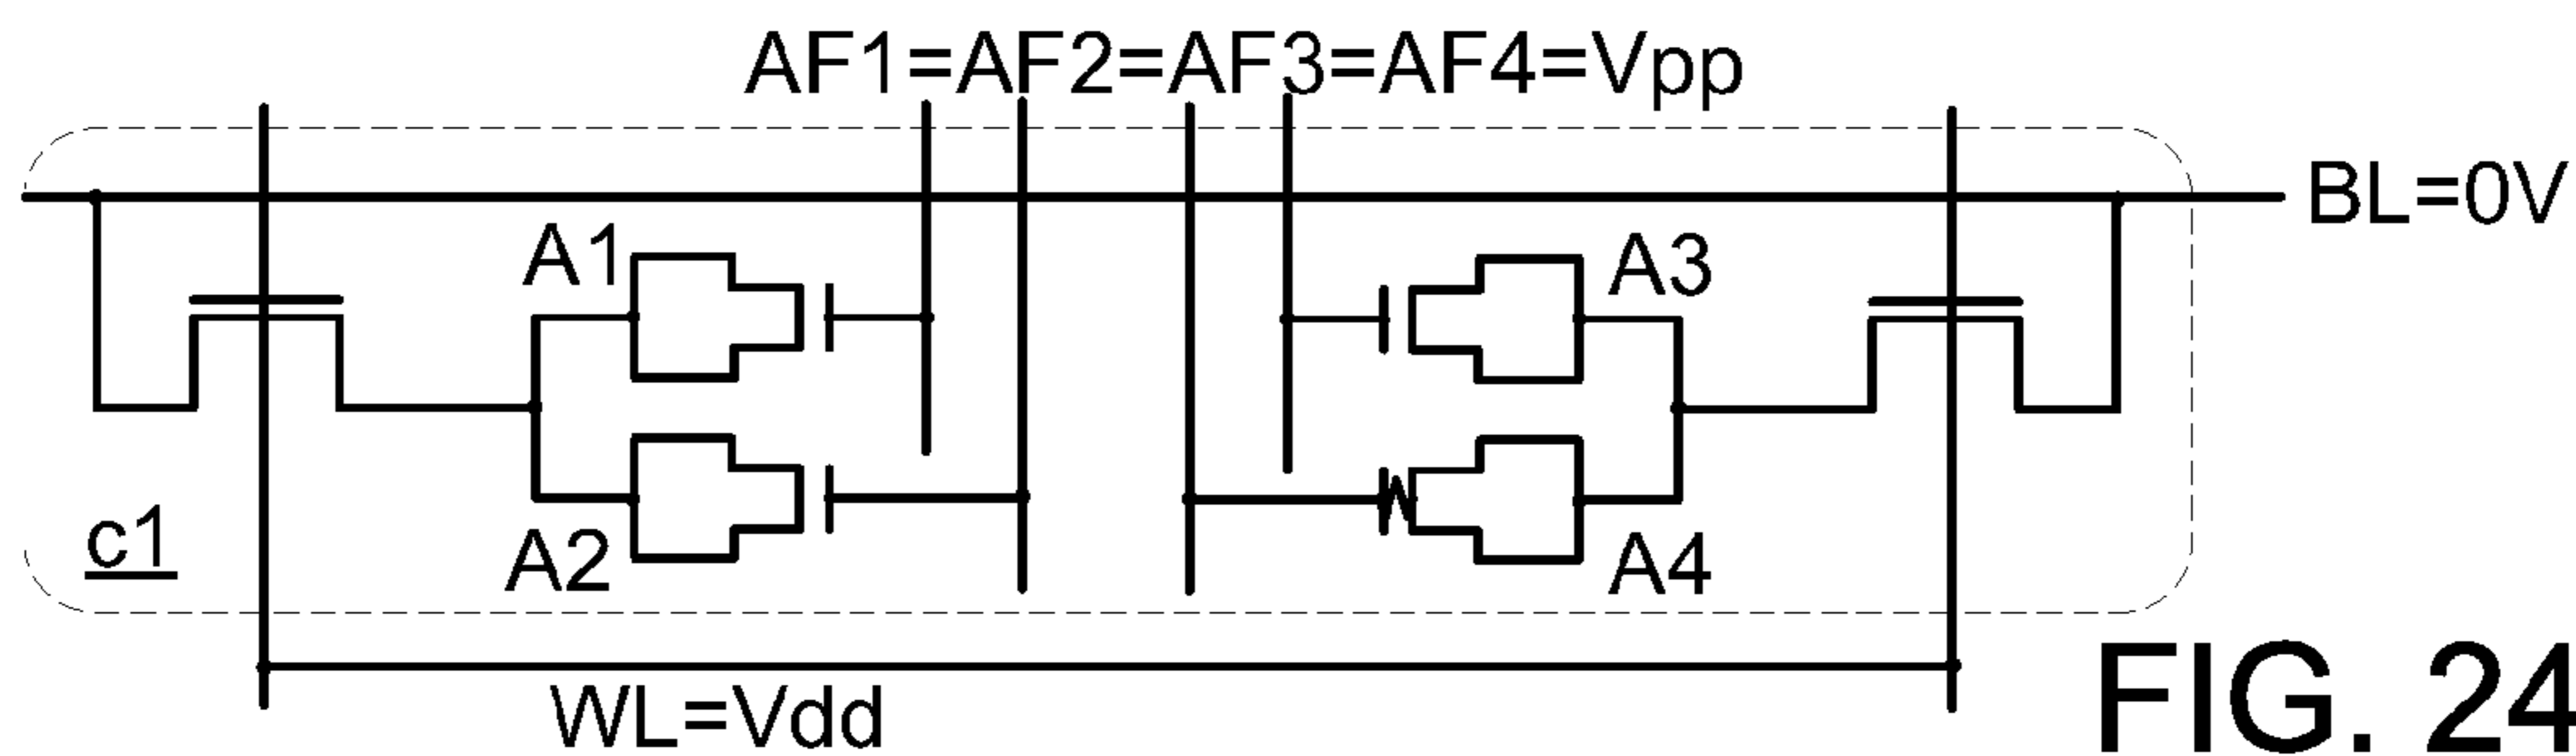 AF1=AF2=AF3=AF4=Vpp
BL=0V
A1
A3
c1
A2
A4
WL=Vdd
FIG. 24